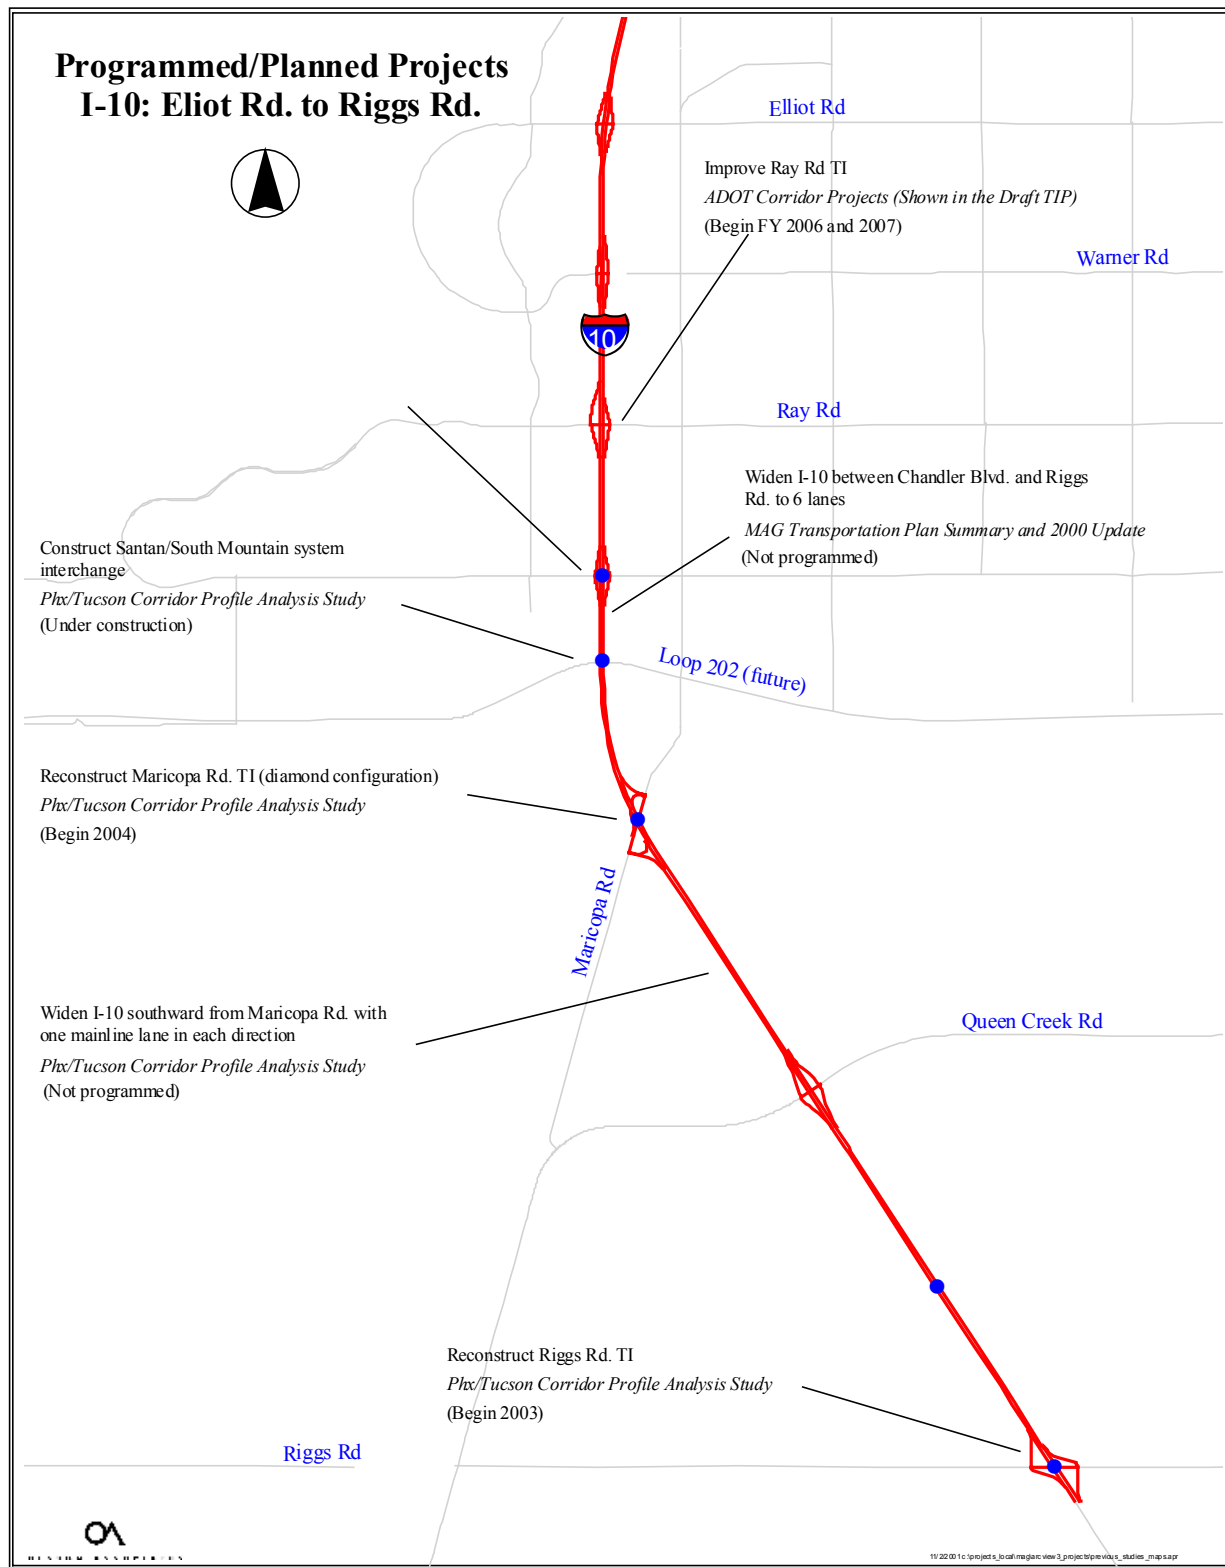 Programmed/Planned Projects
I-10: Eliot Rd. to Riggs Rd.
Elliot Rd
Improve Ray Rd TI
ADOT Corridor Projects (Shown in the Draft TIP)
(Begin FY 2006 and 2007)
Warner Rd
10
Ray Rd
Widen I-10 between Chandler Blvd. and Riggs
Rd. to 6 lanes
MAG Transportation Plan Summary and 2000 Update
(Not programmed)
Construct Santan/South Mountain system
interchange
Phx/Tucson Corridor Profile Analysis Study
(Under construction)
Loop 202 (future)
Reconstruct Maricopa Rd. TI (diamond configuration)
Phx/Tucson Corridor Profile Analysis Study
(Begin 2004)
Maricopa Rd
Widen I-10 southward from Maricopa Rd. with
one mainline lane in each direction
Phx/Tucson Corridor Profile Analysis Study
(Not programmed)
Queen Creek Rd
Reconstruct Riggs Rd. TI
Phx/Tucson Corridor Profile Analysis Study
(Begin 2003)
Riggs Rd